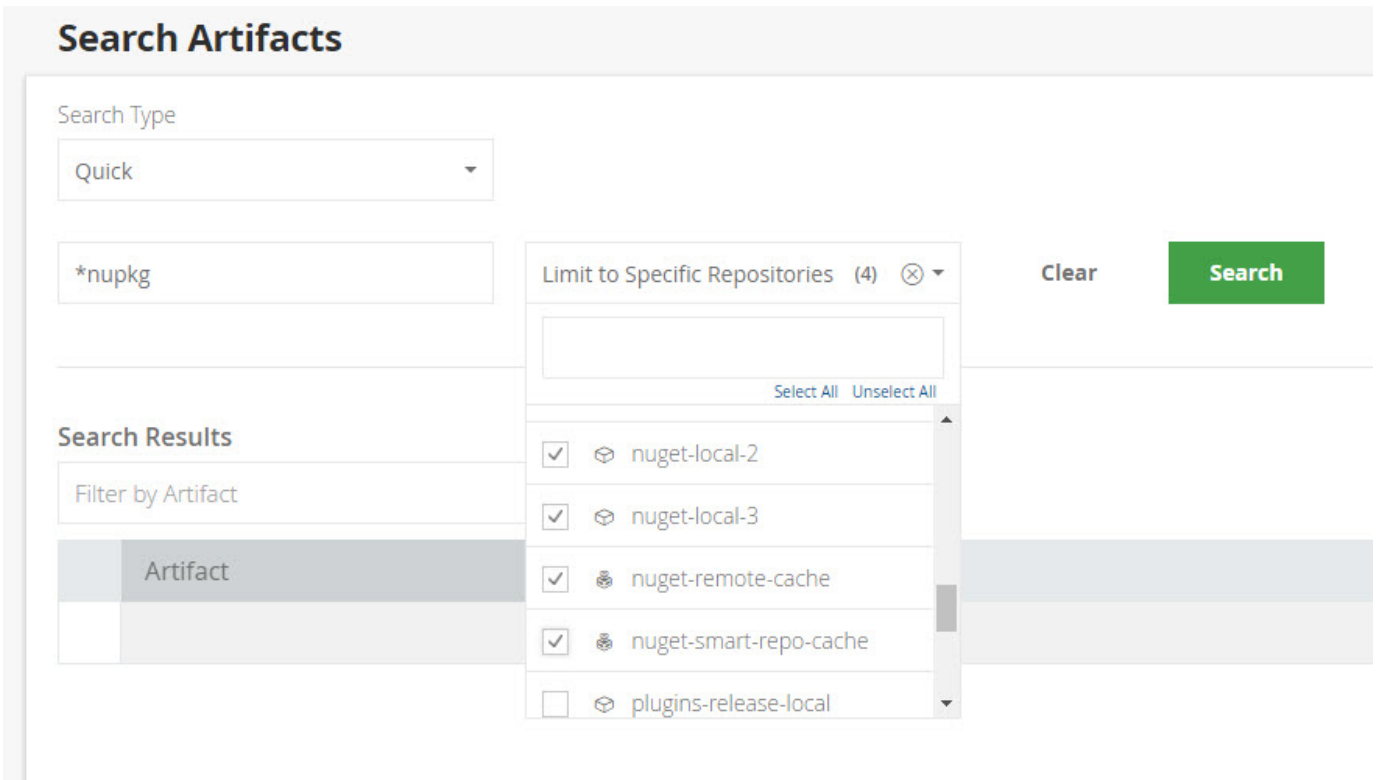 Search Artifacts
Search Type
Quick
*nupkg
Limit to Specific Repositories (4)
Clear
Search
Select All Unselect All
Search Results
Filter by Artifact
nuget-local-2
nuget-local-3
Artifact
nuget-remote-cache
nuget-smart-repo-cache
plugins-release-local